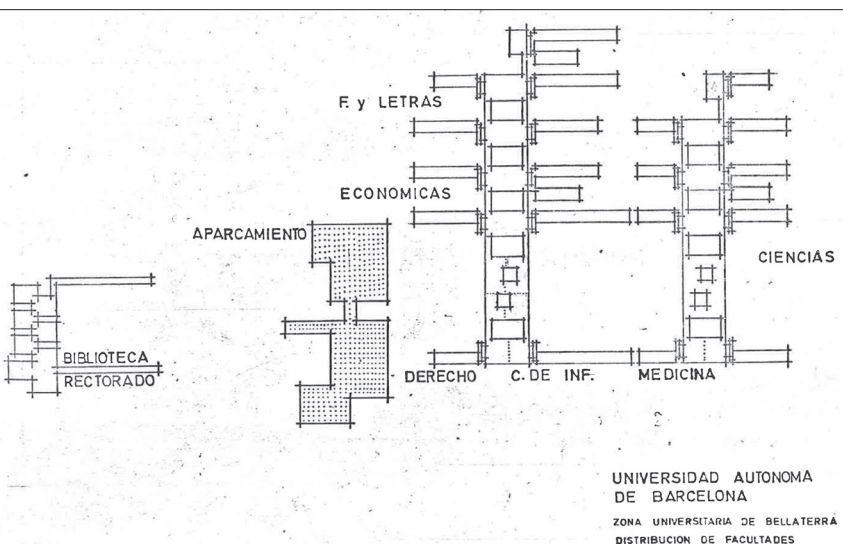 F. y LETRAS
ECONOMICAS
APARCAMIENTO
CIENCIAS
BIBLIOTECA
RECTORADO
DERECHO
C. DE INF.
MEDICINA
UNIVERSIDAD AUTONOMA
DE BARCELONA
ZONA UNIVERSITARIA DE BELLATERRA
DISTRIBUCION DE FACULTADES